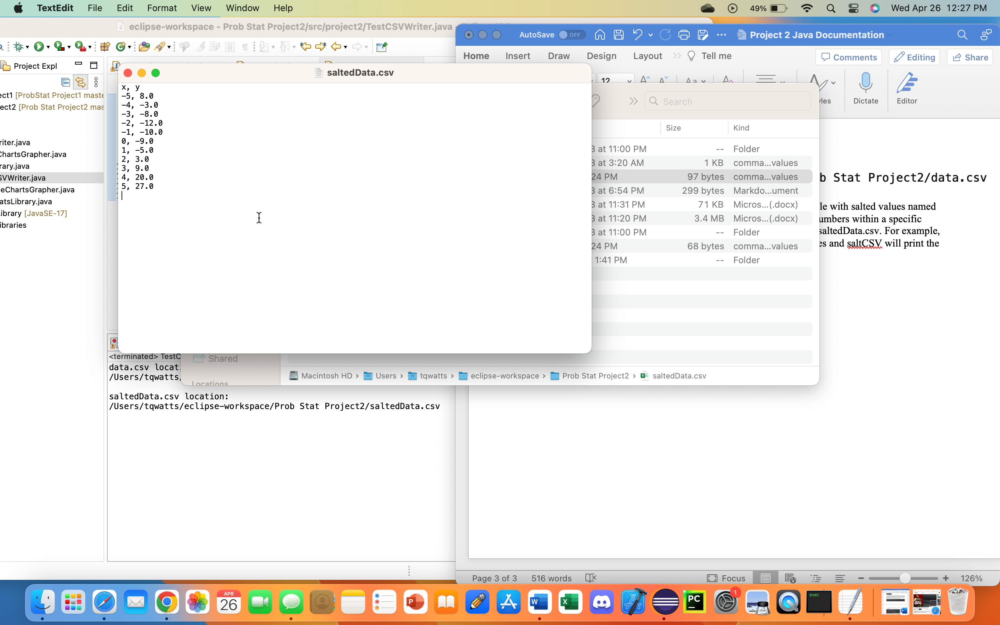 TextEdit File Edit Format View Window Help 49% Wed Apr 26 12:27 PM
eclipse-workspace - Prob Stat Project2/src/project2/TestCSVWriter.java
AutoSave OFF Project 2 Java Documentation
Home Insert Draw Design Layout Tell me Comments Editing Share
Project Expl
saltedData.csv
12
Dictate Editor
Search
ect1 [ProbStat Project1 maste
ect2 [Prob Stat Project2 mas
riter.java
ChartsGrapher.java
rary.java
SVWriter.java
eChartsGrapher.java
atsLibrary.java
ibrary [JavaSE-17]
ibraries
x, y
-5, 8.0
-4, -3.0
-3, -8.0
-2, -12.0
-1, -10.0
0, -9.0
1, -5.0
2, 3.0
3, 9.0
4, 20.0
5, 27.0
Size Kind
3 at 11:00 PM -- Folder
3 at 3:20 AM 1 KB comma...values
24 PM 97 bytes comma...values
3 at 6:54 PM 299 bytes Markdo...ument
3 at 11:31 PM 71 KB Micros...(.docx)
3 at 11:20 PM 3.4 MB Micros...(.docx)
3 at 11:00 PM -- Folder
24 PM 68 bytes comma...values
1:41 PM -- Folder
b Stat Project2/data.csv
le with salted values named
umbers within a specific
saltedData.csv. For example,
es and saltCSV will print the
Shared
Locations
Macintosh HD › Users › tqwatts › eclipse-workspace › Prob Stat Project2 › saltedData.csv
<terminated> TestC
data.csv locat
/Users/tqwatts/
saltedData.csv location:
/Users/tqwatts/eclipse-workspace/Prob Stat Project2/saltedData.csv
Page 3 of 3 516 words Focus 126%
APR
26
PC
1
exec